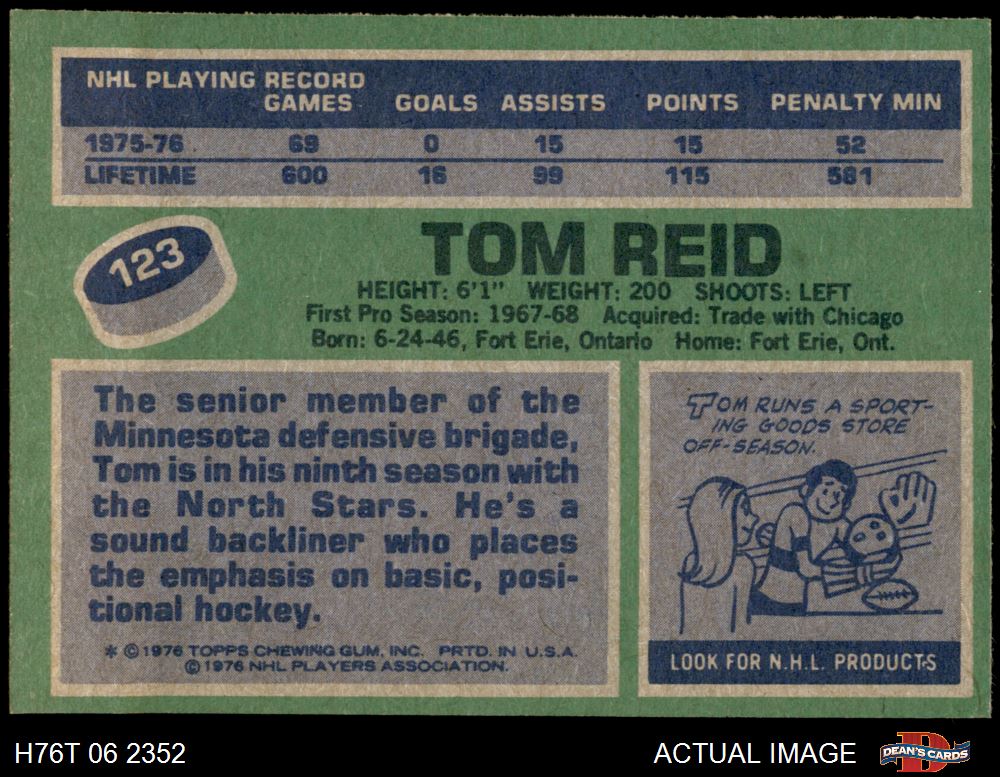 NHL PLAYING RECORD
GAMES GOALS ASSISTS POINTS PENALTY MIN
1975-76 69 0 15 15 52
LIFETIME 600 16 99 115 581
123
TOM REID
HEIGHT: 6'1" WEIGHT: 200 SHOOTS: LEFT
First Pro Season: 1967-68 Acquired: Trade with Chicago
Born: 6-24-46, Fort Erie, Ontario Home: Fort Erie, Ont.
The senior member of the
Minnesota defensive brigade,
Tom is in his ninth season with
the North Stars. He's a
sound backliner who places
the emphasis on basic, posi-
tional hockey.
* © 1976 TOPPS CHEWING GUM, INC. PRTD. IN U.S.A.
© 1976 NHL PLAYERS ASSOCIATION.
TOM RUNS A SPORT-
ING GOODS STORE
OFF-SEASON.
LOOK FOR N.H.L. PRODUCTS
H76T 06 2352
ACTUAL IMAGE
DEAN'S CARDS